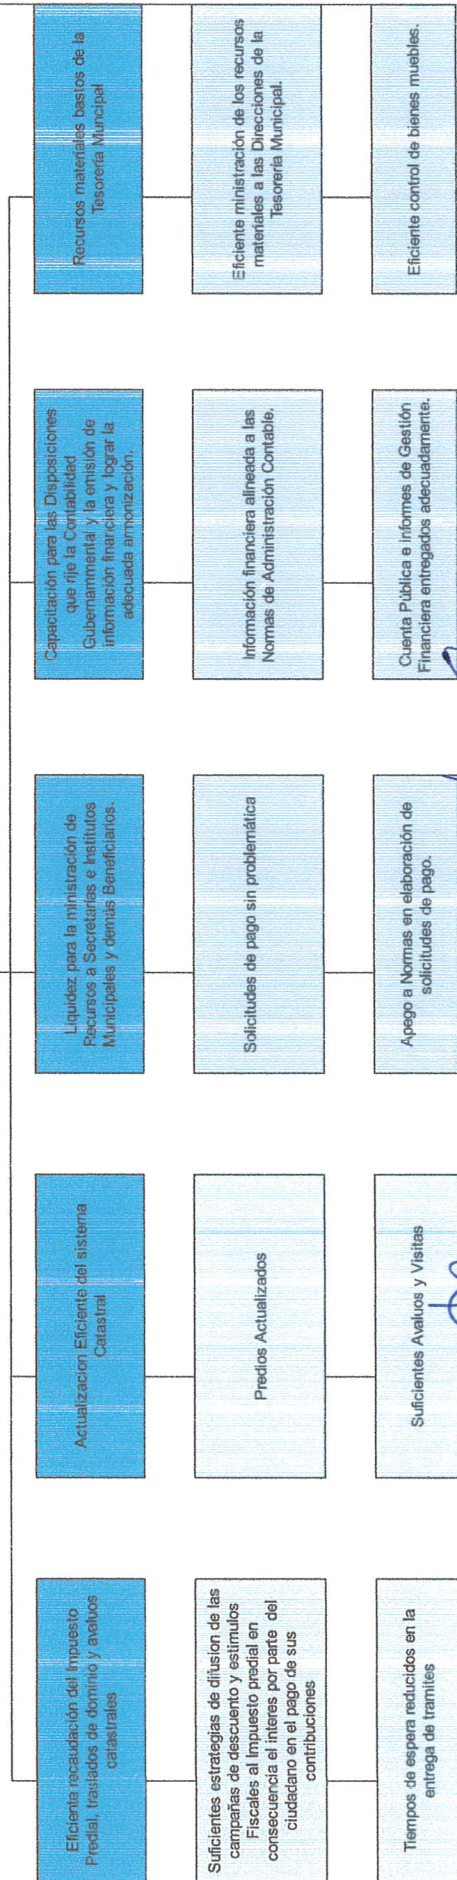 Eficiente recaudación del Impuesto
Predial, traslados de dominio y avaluos
catastrales
Suficientes estrategias de difusion de las
campañas de descuento y estímulos
Fiscales al Impuesto predial en
consecuencia el interes por parte del
ciudadano en el pago de sus
contribuciones
Tiempos de espera reducidos en la
entrega de tramites
Actualizacion Eficiente del sistema
Catastral
Predios Actualizados
Suficientes Avaluos y Visitas
Liquidez para la ministración de
Recursos a Secretarías e Institutos
Municipales y demás Beneficiarios.
Solicitudes de pago sin problemática
Apego a Normas en elaboración de
solicitudes de pago.
Capacitación para las Disposiciones
que rije la Contabilidad
Gubernammental y la emisión de
información financiera y lograr la
adecuada armonización.
Información financiera alineada a las
Normas de Administración Contable.
Cuenta Pública e informes de Gestión
Financiera entregados adecuadamente.
Recursos materiales bastos de la
Tesorería Muncipal
Eficiente ministración de los recursos
materiales a las Direcciones de la
Tesorería Municipal.
Eficiente control de bienes muebles.